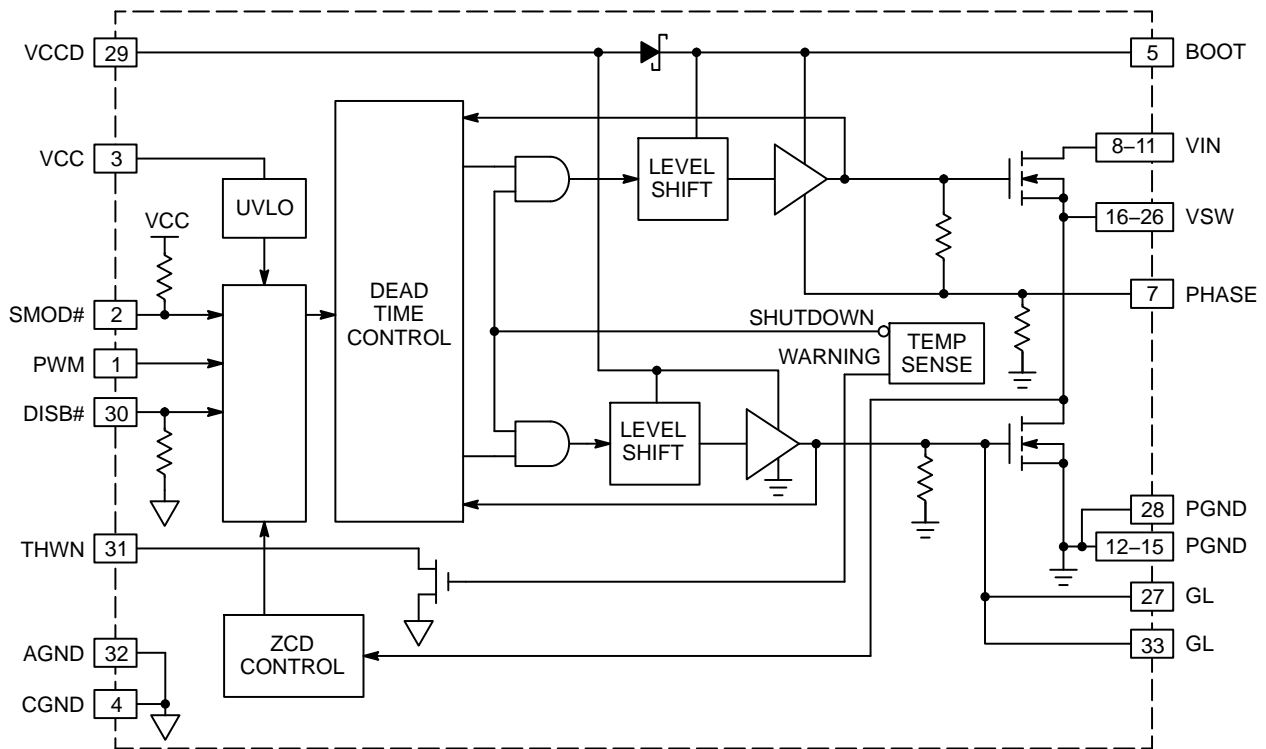 VCCD 29
5 BOOT
VCC 3
8–11 VIN
LEVEL
SHIFT
UVLO
VCC
16–26 VSW
DEAD
TIME
CONTROL
7 PHASE
SMOD# 2
SHUTDOWN
TEMP
SENSE
WARNING
PWM 1
DISB# 30
LEVEL
SHIFT
28 PGND
THWN 31
12–15 PGND
27 GL
ZCD
CONTROL
33 GL
AGND 32
CGND 4